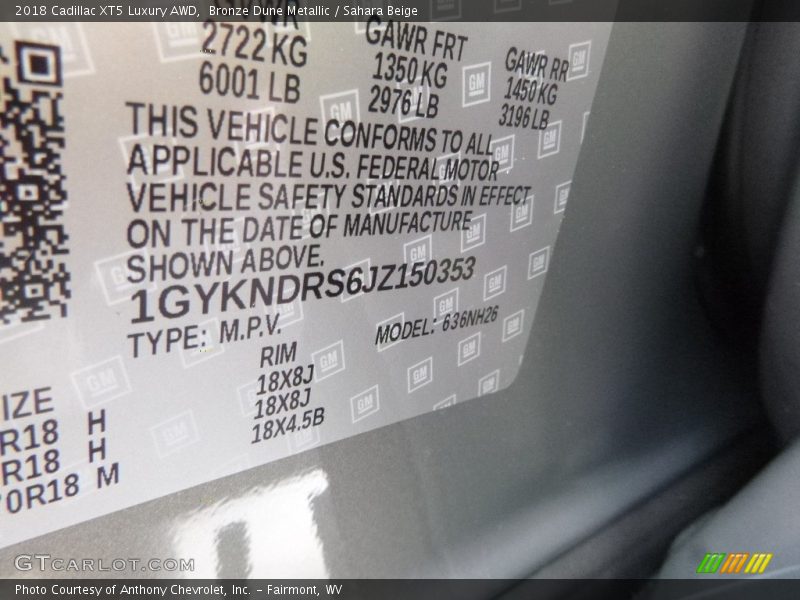 2018 Cadillac XT5 Luxury AWD, Bronze Dune Metallic / Sahara Beige
GVWR GAWR FRT GAWR RR
2722 KG 1350 KG 1450 KG
6001 LB 2976 LB 3196 LB
THIS VEHICLE CONFORMS TO ALL
APPLICABLE U.S. FEDERAL MOTOR
VEHICLE SAFETY STANDARDS IN EFFECT
ON THE DATE OF MANUFACTURE
SHOWN ABOVE.
1GYKNDRS6JZ150353
TYPE: M.P.V. MODEL: 636NH26
IZE RIM
R18 H 18X8J
R18 H 18X8J
0R18 M 18X4.5B
GTCARLOT.COM
Photo Courtesy of Anthony Chevrolet, Inc. – Fairmont, WV